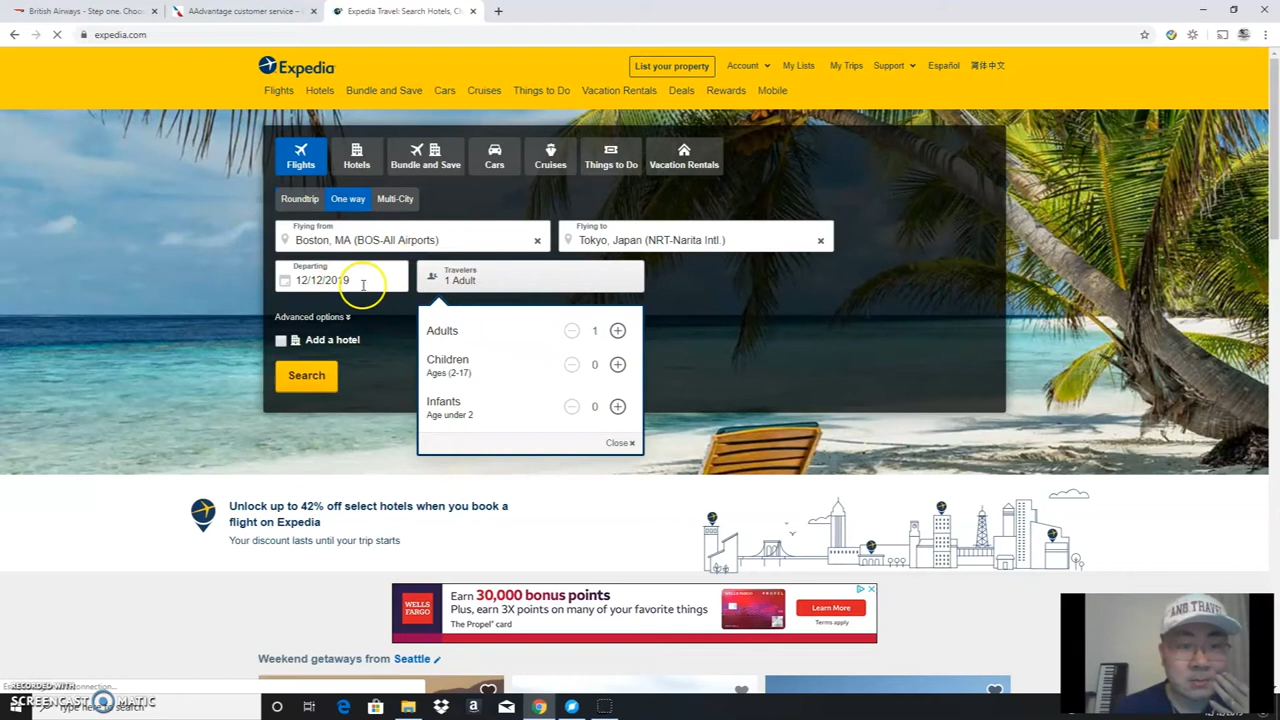 British Airways - Step one. Choo
AAdvantage customer service –
Expedia Travel: Search Hotels, C
expedia.com
Expedia
List your property
Account
My Lists
My Trips
Support
Español
简体中文
Flights
Hotels
Bundle and Save
Cars
Cruises
Things to Do
Vacation Rentals
Deals
Rewards
Mobile
Flights
Hotels
Bundle and Save
Cars
Cruises
Things to Do
Vacation Rentals
Roundtrip
One way
Multi-City
Flying from
Boston, MA (BOS-All Airports)
Flying to
Tokyo, Japan (NRT-Narita Intl.)
Departing
12/12/2019
Travelers
1 Adult
Advanced options
Add a hotel
Search
Adults
1
Children
Ages (2-17)
0
Infants
Age under 2
0
Close
Unlock up to 42% off select hotels when you book a
flight on Expedia
Your discount lasts until your trip starts
WELLS
FARGO
Earn 30,000 bonus points
Plus, earn 3X points on many of your favorite things
The Propel® card
Learn More
Terms apply
Weekend getaways from Seattle
RECORDED WITH
SCREENCAST MATIC